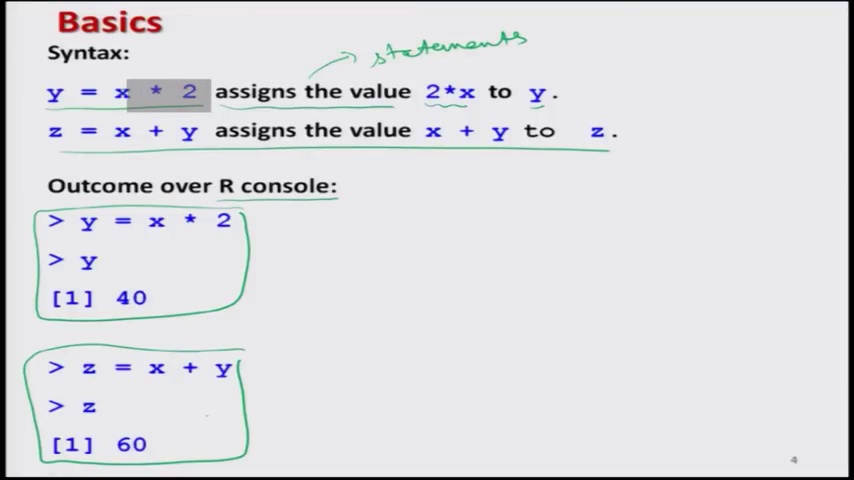 Basics
Syntax:
statements
y = x * 2 assigns the value 2*x to y.
z = x + y assigns the value x + y to z.
Outcome over R console:
> y = x * 2
> y
[1] 40
> z = x + y
> z
[1] 60
4